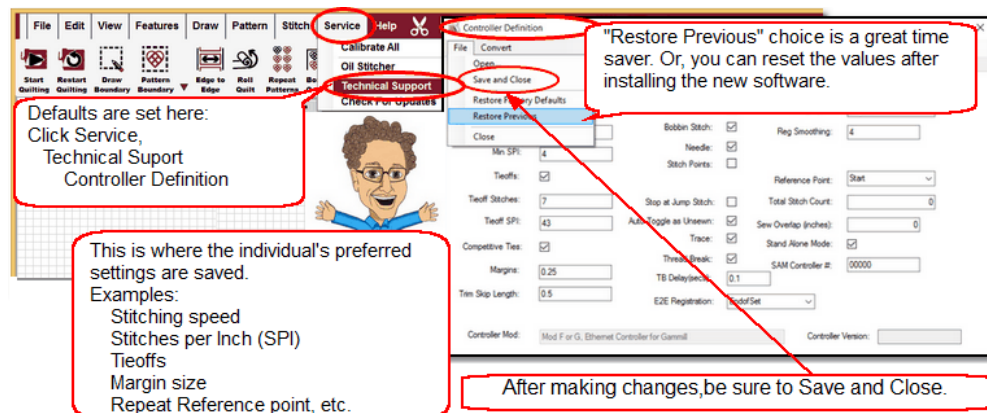 File Edit View Features Draw Pattern Stitch Service Help
Start Quilting
Restart Quilting
Draw Boundary
Pattern Boundary
Edge to Edge
Roll Quilt
Repeat Patterns
Calibrate All
Oil Stitcher
Technical Support
Check For Updates
Defaults are set here:
Click Service,
Technical Suport
Controller Definition
This is where the individual's preferred
settings are saved.
Examples:
Stitching speed
Stitches per Inch (SPI)
Tieoffs
Margin size
Repeat Reference point, etc.
Controller Definition
File Convert
Open
Save and Close
Restore Factory Defaults
Restore Previous
Close
"Restore Previous" choice is a great time
saver. Or, you can reset the values after
installing the new software.
Min SPI: 4
Tieoffs:
Tieoff Stitches: 7
Tieoff SPI: 43
Competitive Ties:
Margins: 0.25
Trim Skip Length: 0.5
Bobbin Stitch:
Needle:
Stitch Points:
Stop at Jump Stitch:
Auto Toggle as Unsewn:
Trace:
Thread Break:
TB Delay(secs): 0.1
E2E Registration: EndofSet
Reg Smoothing: 4
Reference Point: Start
Total Stitch Count: 0
Sew Overlap (inches): 0
Stand Alone Mode:
SAM Controller #: 00000
Controller Mod: Mod F or G, Ethernet Controller for Gammill
Controller Version:
After making changes,be sure to Save and Close.